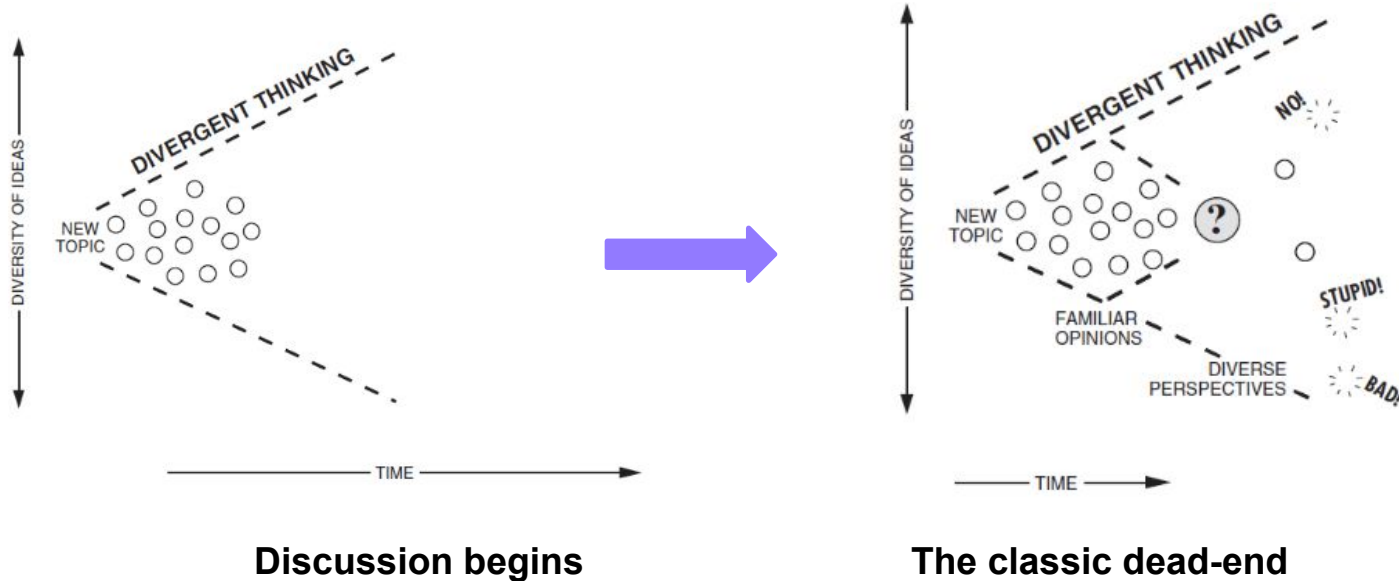 DIVERSITY OF IDEAS
DIVERGENT THINKING
NEW
TOPIC
TIME
Discussion begins
DIVERSITY OF IDEAS
DIVERGENT THINKING
NEW
TOPIC
?
NO!
STUPID!
BAD!
FAMILIAR
OPINIONS
DIVERSE
PERSPECTIVES
TIME
The classic dead-end